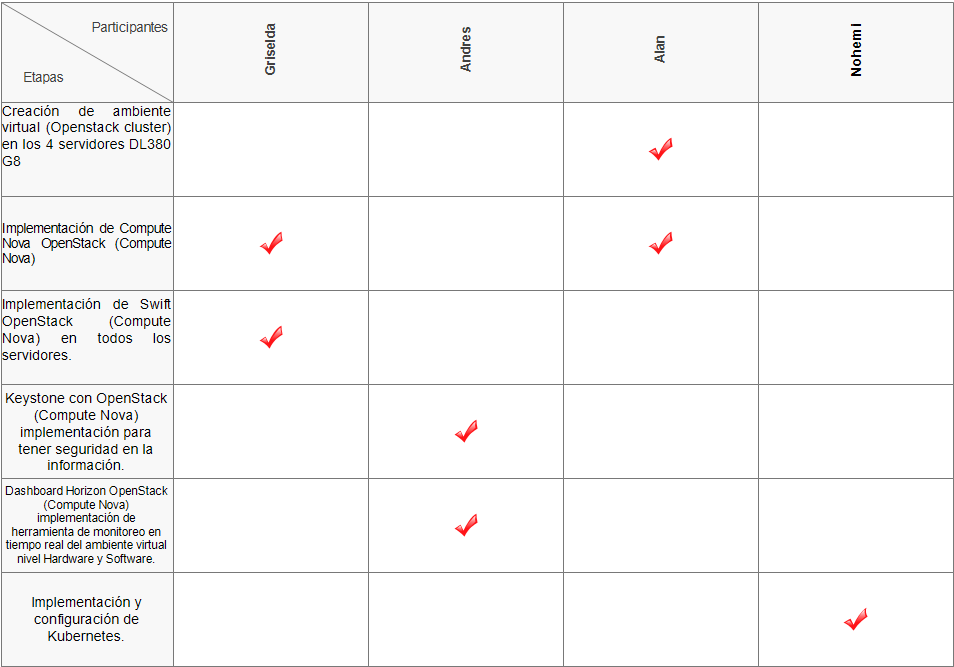 Participantes
Etapas
Griselda
Andres
Alan
Nohemi
Creación de ambiente
virtual (Openstack cluster)
en los 4 servidores DL380
G8
Implementación de Compute
Nova OpenStack (Compute
Nova)
Implementación de Swift
OpenStack (Compute
Nova) en todos los
servidores.
Keystone con OpenStack
(Compute Nova)
implementación para
tener seguridad en la
información.
Dashboard Horizon OpenStack
(Compute Nova)
implementación de
herramienta de monitoreo en
tiempo real del ambiente virtual
nivel Hardware y Software.
Implementación y
configuración de
Kubernetes.